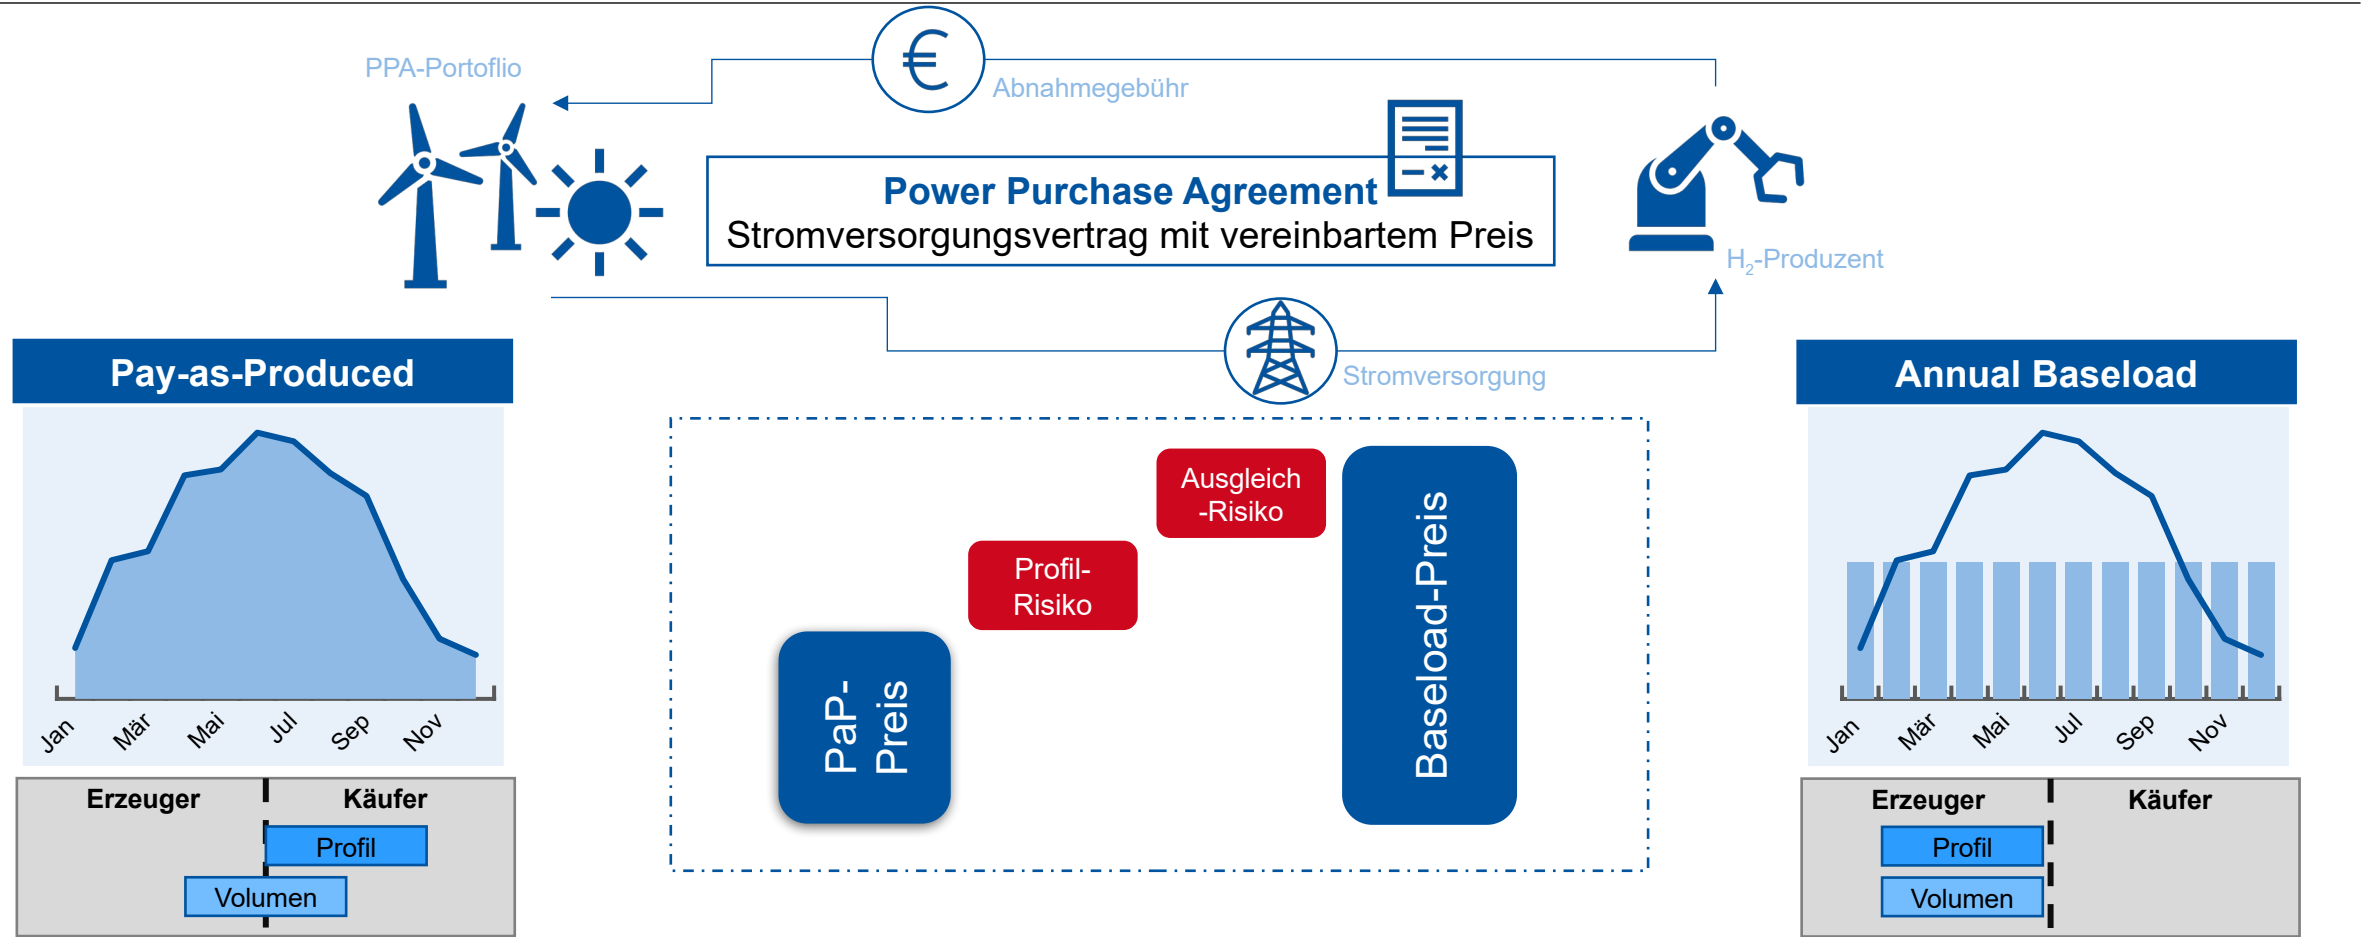 PPA-Portoflio
€
Abnahmegebühr
Power Purchase Agreement
Stromversorgungsvertrag mit vereinbartem Preis
H₂-Produzent
Stromversorgung
Pay-as-Produced
Jan Mär Mai Jul Sep Nov
Erzeuger Käufer
Profil
Volumen
PaP-
Preis
Profil-
Risiko
Ausgleich
-Risiko
Baseload-Preis
Annual Baseload
Jan Mär Mai Jul Sep Nov
Erzeuger Käufer
Profil
Volumen